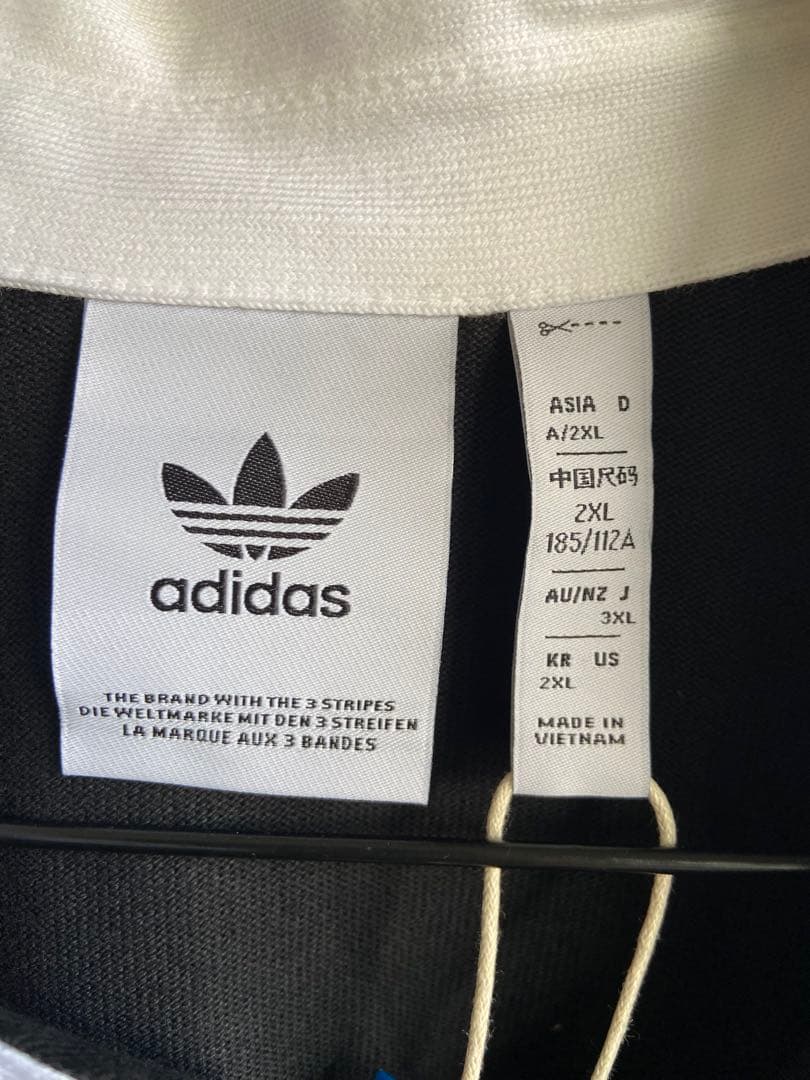 adidas
THE BRAND WITH THE 3 STRIPES
DIE WELTMARKE MIT DEN 3 STREIFEN
LA MARQUE AUX 3 BANDES
ASIA D
A/2XL
中国尺码
2XL
185/112A
AU/NZ J
3XL
KR US
2XL
MADE IN
VIETNAM